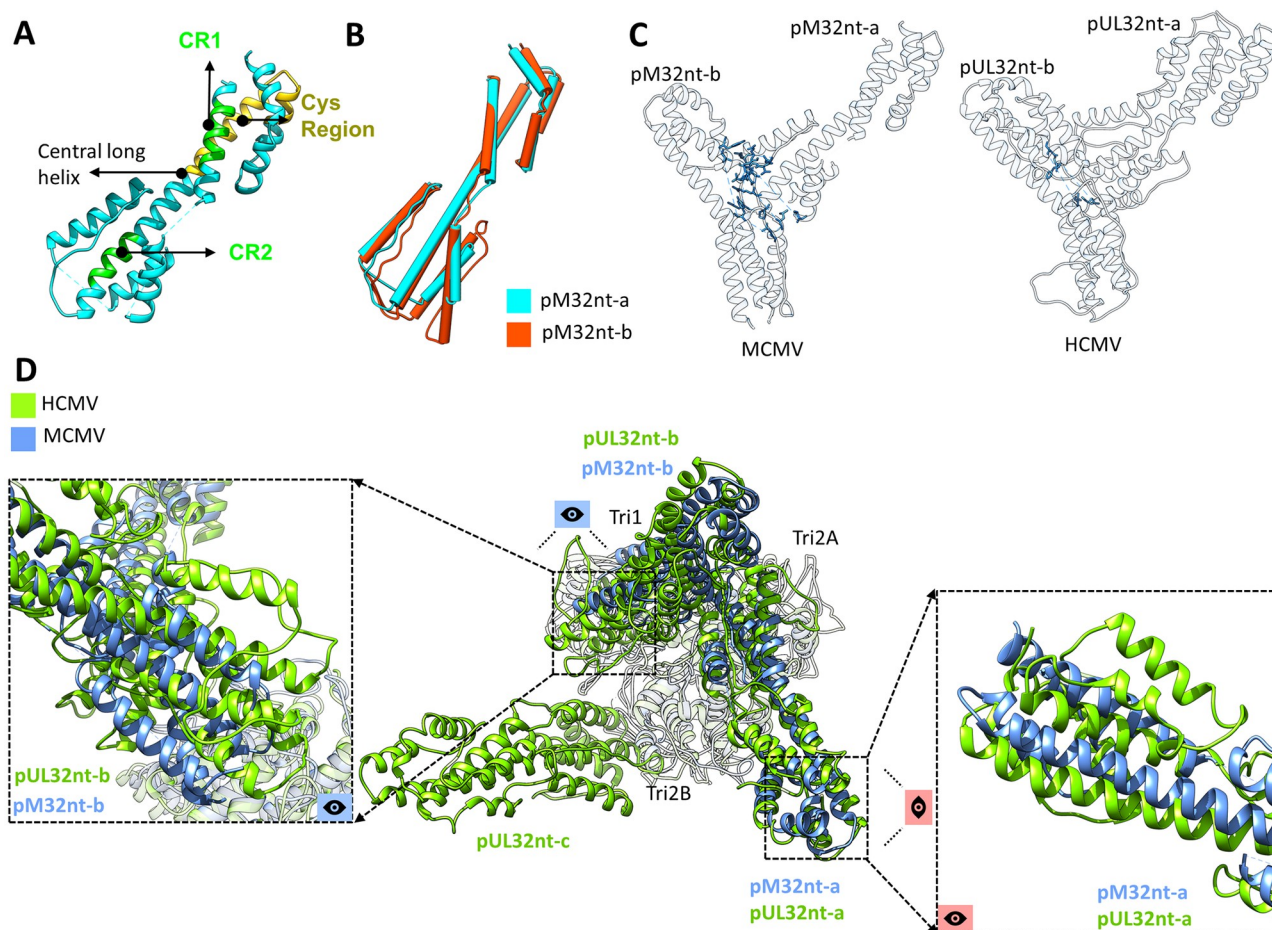 A
CR1
Cys
Region
Central long
helix
CR2
B
pM32nt-a
pM32nt-b
C
pM32nt-a
pM32nt-b
MCMV
pUL32nt-a
pUL32nt-b
HCMV
D
HCMV
MCMV
pUL32nt-b
pM32nt-b
Tri1
Tri2A
pUL32nt-b
pM32nt-b
Tri2B
pUL32nt-c
pM32nt-a
pUL32nt-a
pM32nt-a
pUL32nt-a